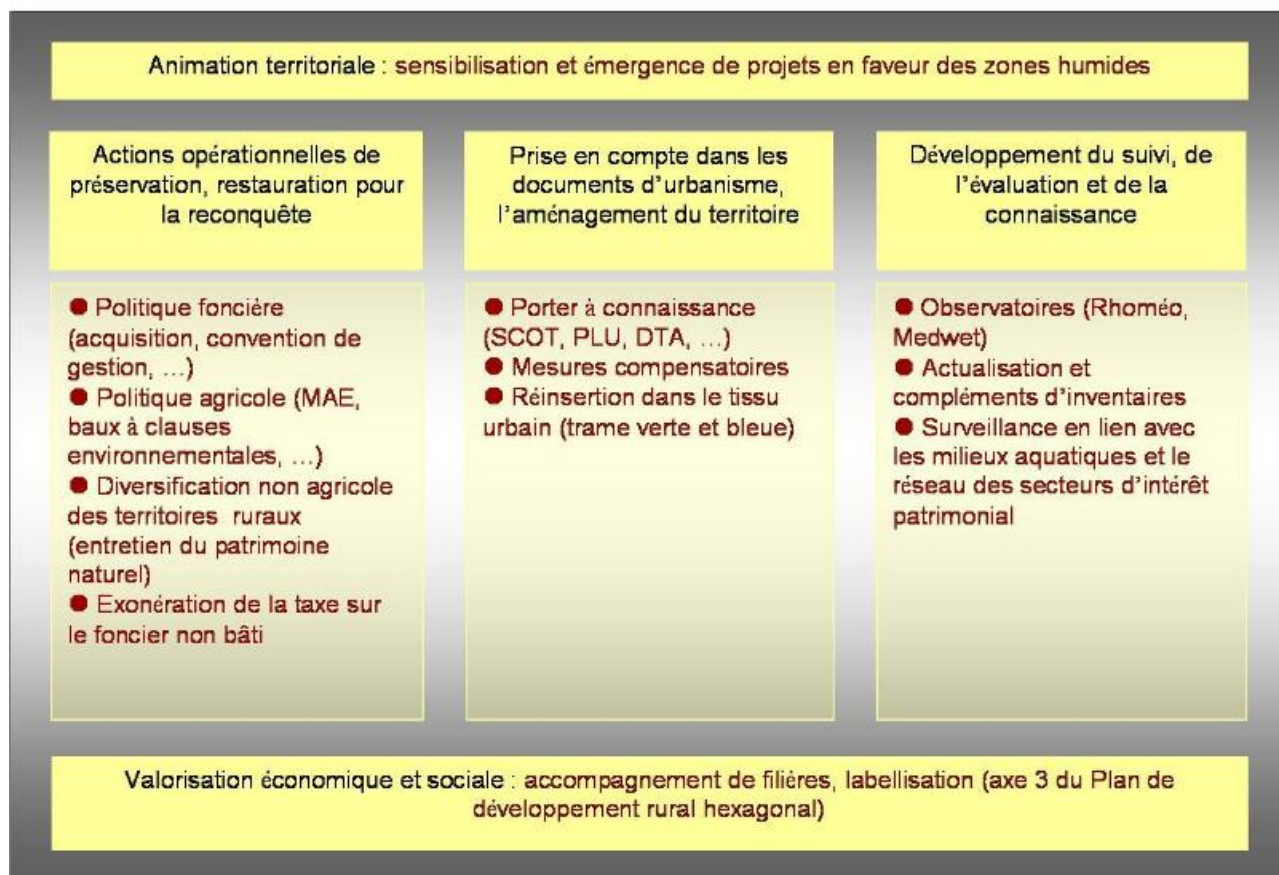 Animation territoriale : sensibilisation et émergence de projets en faveur des zones humides
Actions opérationnelles de
préservation, restauration pour
la reconquête
● Politique foncière
(acquisition, convention de
gestion, …)
● Politique agricole (MAE,
baux à clauses
environnementales, …)
● Diversification non agricole
des territoires ruraux
(entretien du patrimoine
naturel)
● Exonération de la taxe sur
le foncier non bâti
Prise en compte dans les
documents d’urbanisme,
l’aménagement du territoire
● Porter à connaissance
(SCOT, PLU, DTA, …)
● Mesures compensatoires
● Réinsertion dans le tissu
urbain (trame verte et bleue)
Développement du suivi, de
l’évaluation et de la
connaissance
● Observatoires (Rhoméo,
Medwet)
● Actualisation et
compléments d’inventaires
● Surveillance en lien avec
les milieux aquatiques et le
réseau des secteurs d’intérêt
patrimonial
Valorisation économique et sociale : accompagnement de filières, labellisation (axe 3 du Plan de
développement rural hexagonal)